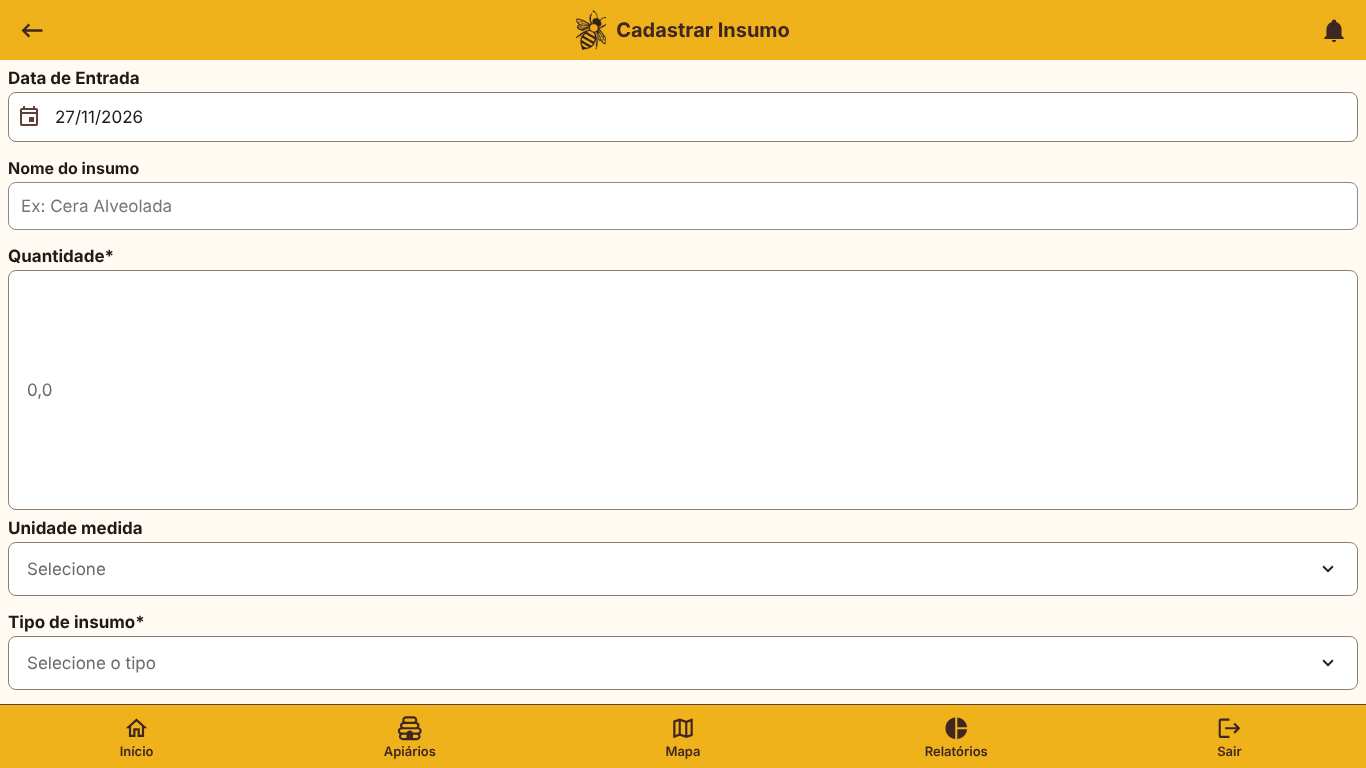 Cadastrar Insumo
Data de Entrada
27/11/2026
Nome do insumo
Ex: Cera Alveolada
Quantidade*
0,0
Unidade medida
Selecione
Tipo de insumo*
Selecione o tipo
Início
Apiários
Mapa
Relatórios
Sair